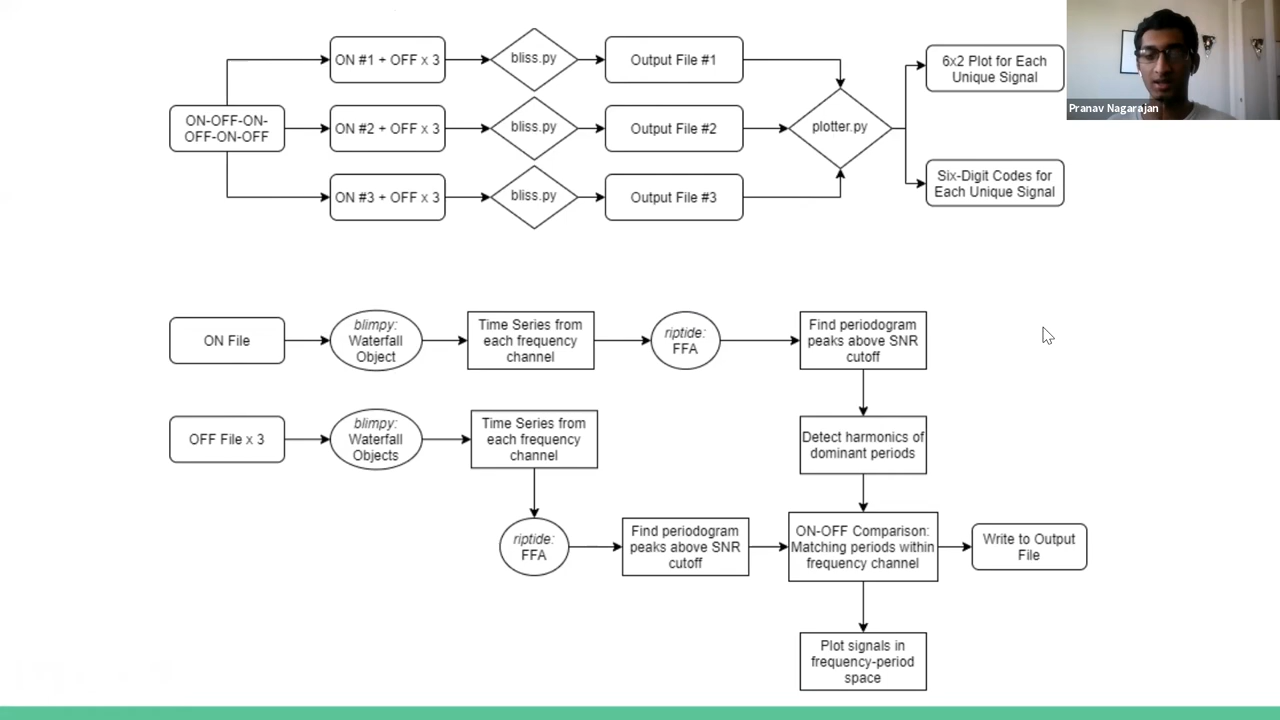 ON-OFF-ON-
OFF-ON-OFF
ON #1 + OFF x 3
bliss.py
Output File #1
ON #2 + OFF x 3
bliss.py
Output File #2
ON #3 + OFF x 3
bliss.py
Output File #3
plotter.py
6x2 Plot for Each
Unique Signal
Six-Digit Codes for
Each Unique Signal
Pranav Nagarajan
ON File
blimpy:
Waterfall
Object
Time Series from
each frequency
channel
riptide:
FFA
Find periodogram
peaks above SNR
cutoff
Detect harmonics of
dominant periods
OFF File x 3
blimpy:
Waterfall
Objects
Time Series from
each frequency
channel
riptide:
FFA
Find periodogram
peaks above SNR
cutoff
ON-OFF Comparison:
Matching periods within
frequency channel
Write to Output
File
Plot signals in
frequency-period
space